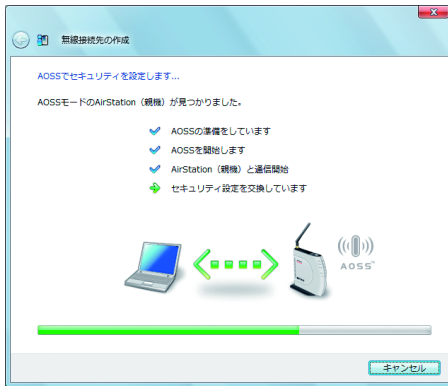 無線接続先の作成
AOSSでセキュリティを設定します...
AOSSモードのAirStation（親機）が見つかりました。
AOSSの準備をしています
AOSSを開始します
AirStation（親機）と通信開始
セキュリティ設定を交換しています
AOSS™
キャンセル